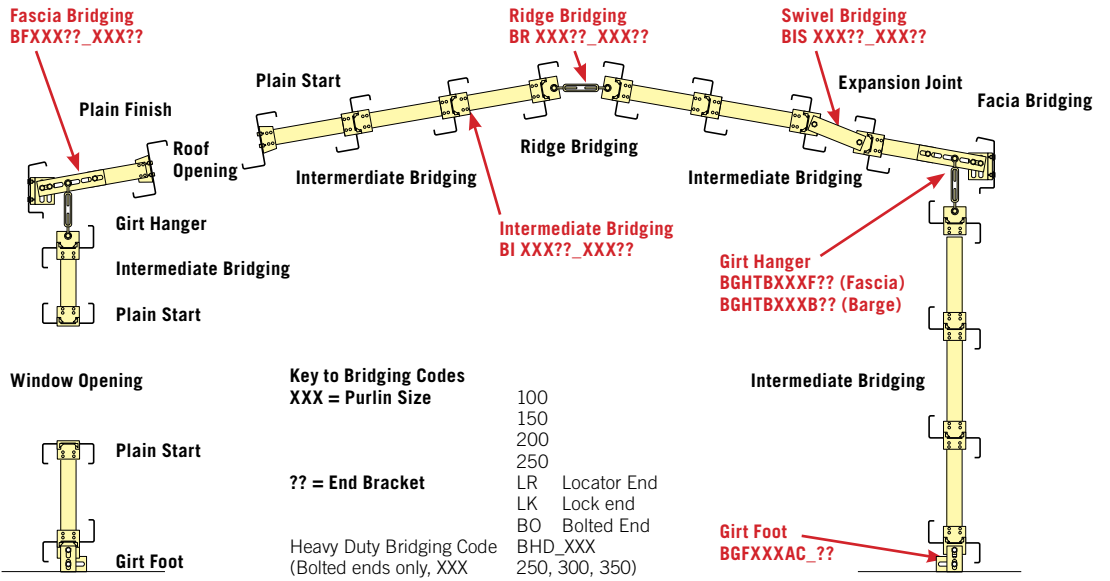 Fascia Bridging
BFXXX??_XXX??
Ridge Bridging
BR XXX??_XXX??
Swivel Bridging
BIS XXX??_XXX??
Plain Start
Expansion Joint
Plain Finish
Facia Bridging
Roof
Opening
Ridge Bridging
Intermerdiate Bridging
Intermediate Bridging
Girt Hanger
Intermediate Bridging
BI XXX??_XXX??
Intermediate Bridging
Girt Hanger
BGHTBXXXF?? (Fascia)
BGHTBXXXB?? (Barge)
Plain Start
Window Opening
Key to Bridging Codes
Intermediate Bridging
XXX = Purlin Size 100
150
200
250
Plain Start
?? = End Bracket LR Locator End
LK Lock end
BO Bolted End
Girt Foot
BGFXXXAC_??
Heavy Duty Bridging Code BHD_XXX
(Bolted ends only, XXX 250, 300, 350)
Girt Foot